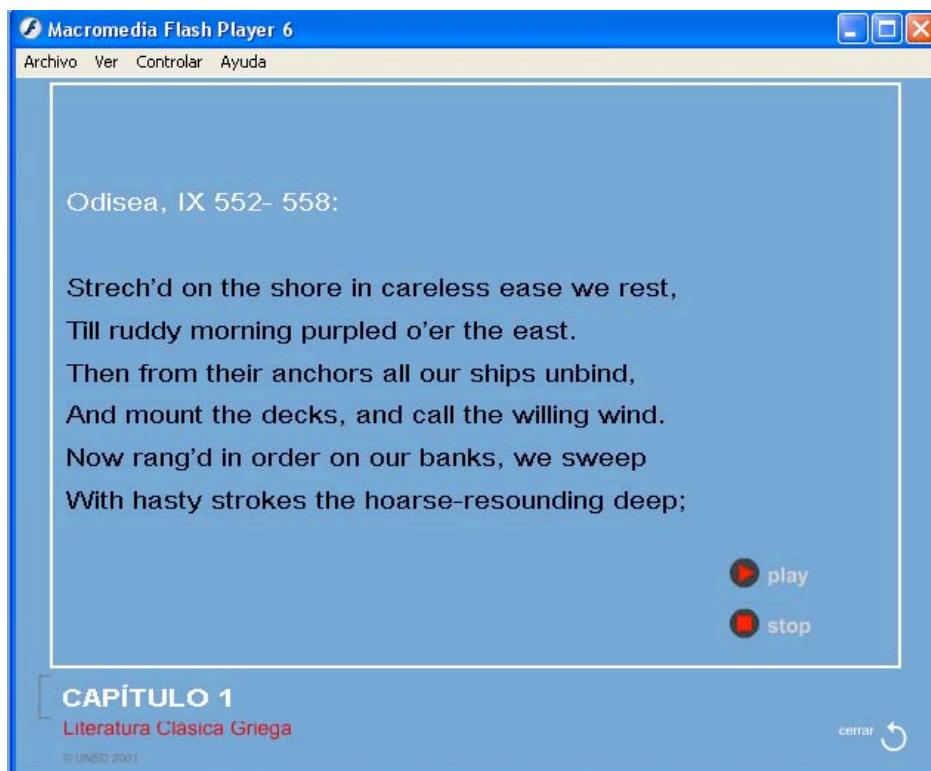 Macromedia Flash Player 6
Archivo Ver Controlar Ayuda
Odisea, IX 552- 558:
Strech'd on the shore in careless ease we rest,
Till ruddy morning purpled o'er the east.
Then from their anchors all our ships unbind,
And mount the decks, and call the willing wind.
Now rang'd in order on our banks, we sweep
With hasty strokes the hoarse-resounding deep;
play
stop
CAPÍTULO 1
Literatura Clásica Griega
cerrar
© UNED 2001